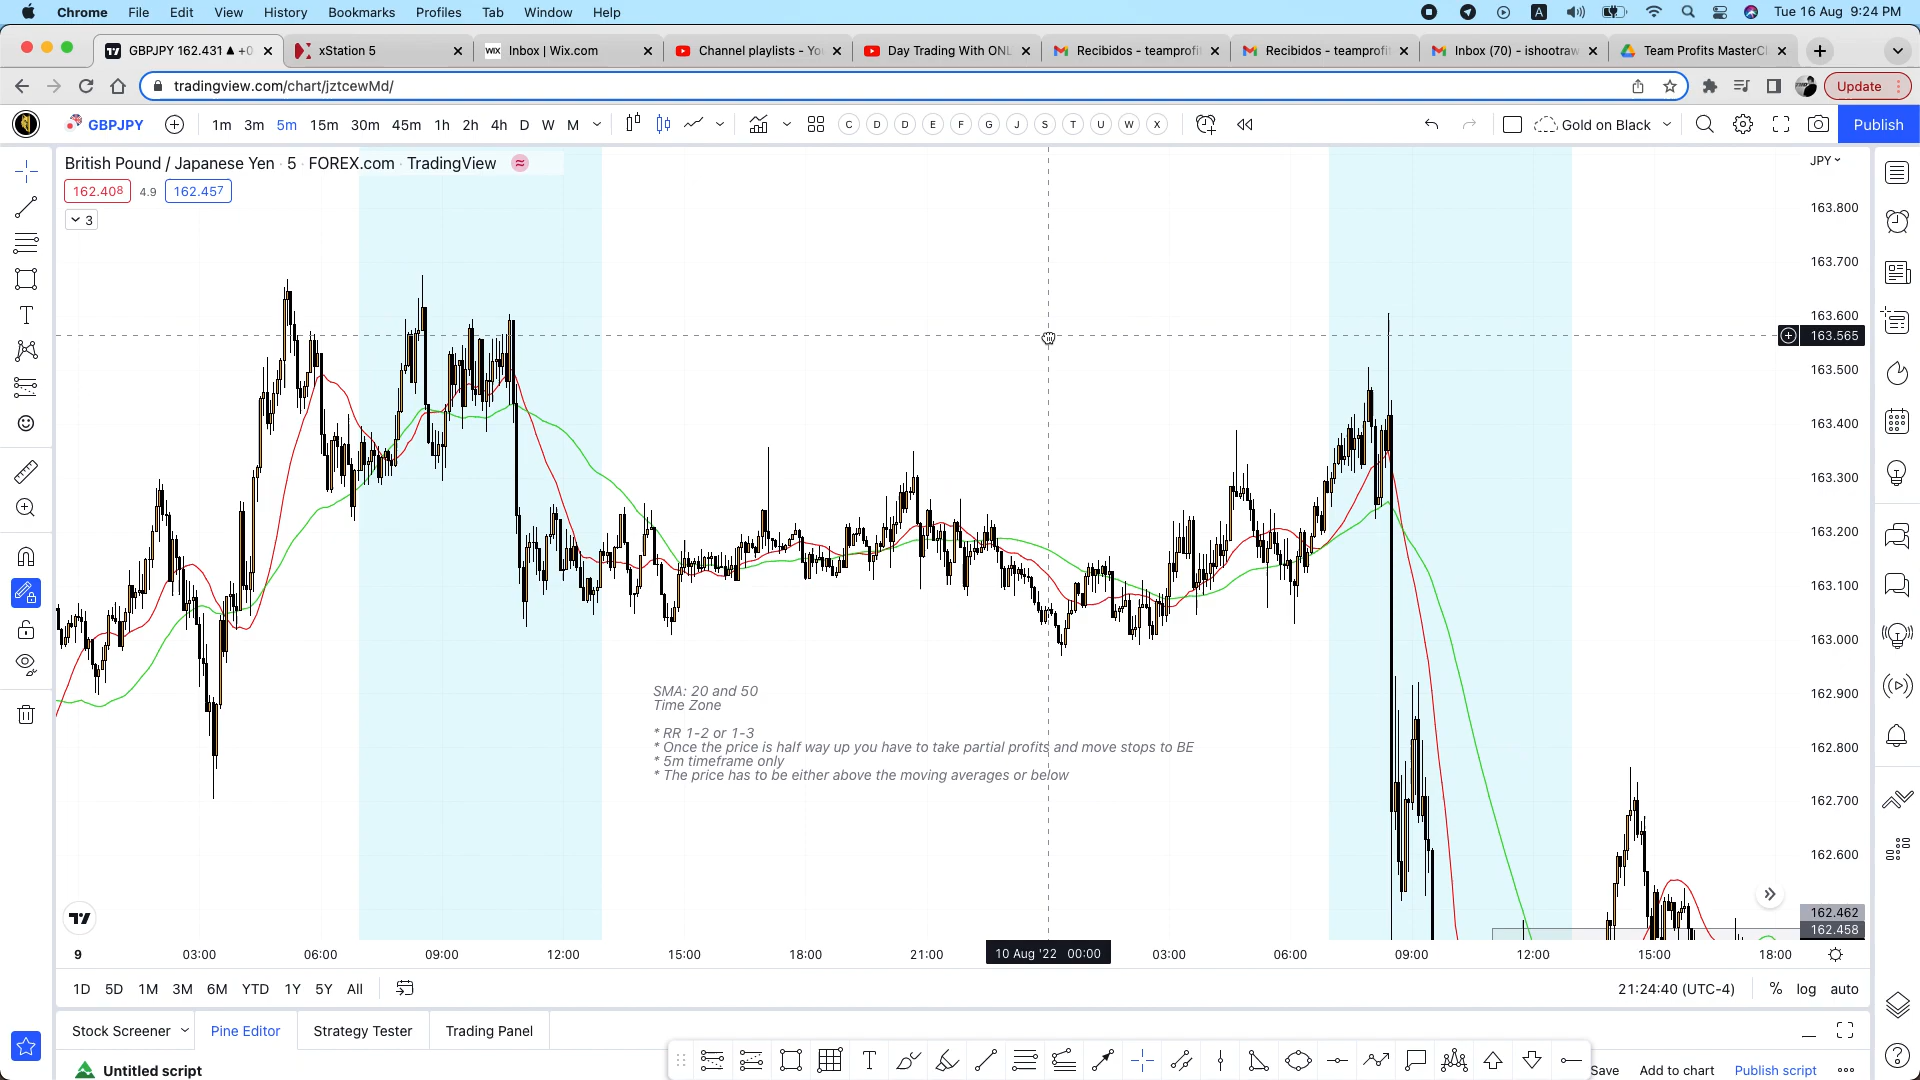 Chrome File Edit View History Bookmarks Profiles Tab Window Help
A Tue 16 Aug 9:24 PM
GBPJPY 162.431 ▲ +0
xStation 5
WIX Inbox | Wix.com
Channel playlists - Yo
Day Trading With ONL
Recibidos - teamprofi
Recibidos - teamprofit
Inbox (70) - ishootraw
Team Profits MasterCl
tradingview.com/chart/jztcewMd/
Update
GBPJPY 1m 3m 5m 15m 30m 45m 1h 2h 4h D W M
C D D E F G J S T U W X
Gold on Black
Publish
British Pound / Japanese Yen · 5 · FOREX.com · TradingView
JPY
162.408 4.9 162.457
3
163.800
163.700
163.600
163.565
163.500
163.400
163.300
163.200
163.100
163.000
162.900
162.800
162.700
162.600
162.462
162.458
SMA: 20 and 50
Time Zone
* RR 1-2 or 1-3
* Once the price is half way up you have to take partial profits and move stops to BE
* 5m timeframe only
* The price has to be either above the moving averages or below
9 03:00 06:00 09:00 12:00 15:00 18:00 21:00 10 Aug '22 00:00 03:00 06:00 09:00 12:00 15:00 18:00
1D 5D 1M 3M 6M YTD 1Y 5Y All
21:24:40 (UTC-4) % log auto
Stock Screener Pine Editor Strategy Tester Trading Panel
Untitled script
Save Add to chart Publish script